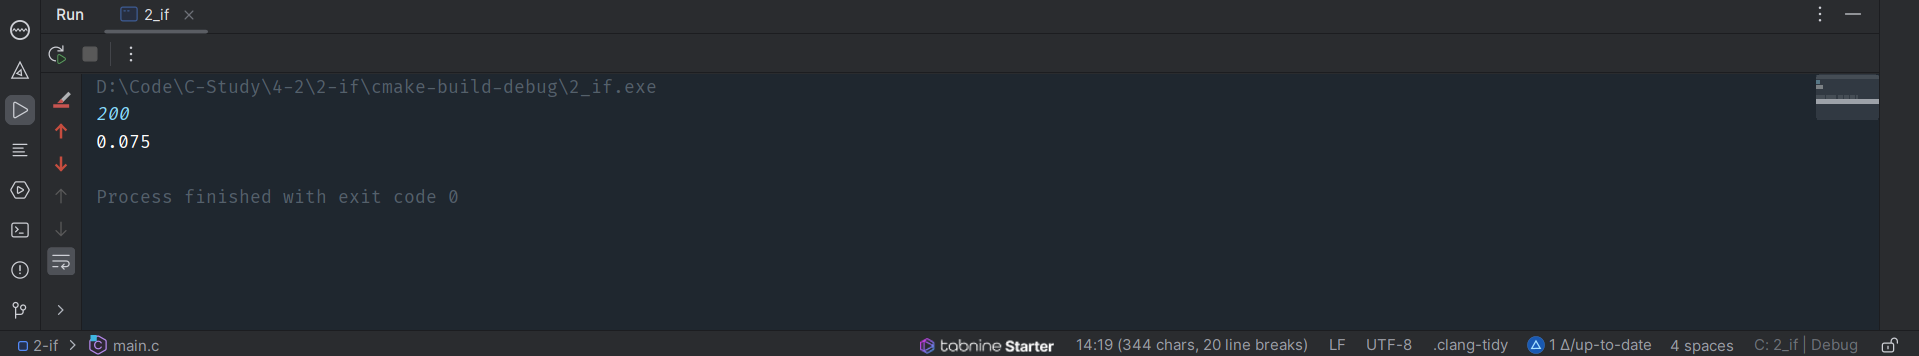 Run 2_if
D:\Code\C-Study\4-2\2-if\cmake-build-debug\2_if.exe
200
0.075
Process finished with exit code 0
2-if > main.c tabnine Starter 14:19 (344 chars, 20 line breaks) LF UTF-8 .clang-tidy 1 Δ/up-to-date 4 spaces C: 2_if | Debug